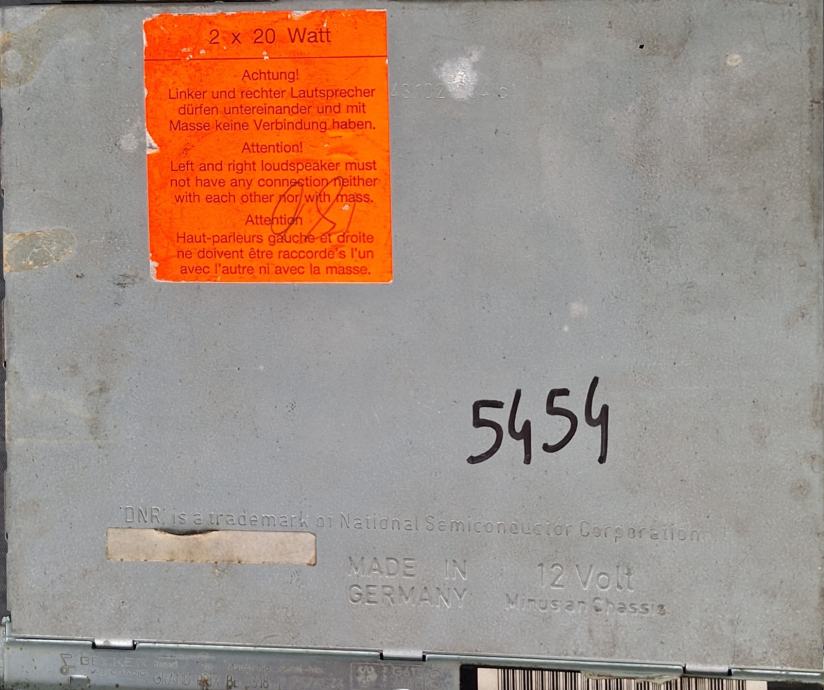 2 x 20 Watt
Achtung!
Linker und rechter Lautsprecher
dürfen untereinander und mit
Masse keine Verbindung haben.
Attention!
Left and right loudspeaker must
not have any connection neither
with each other nor with mass.
Attention
Haut-parleurs gauche et droite
ne doivent être raccordé's l'un
avec l'autre ni avec la masse.
5454
'DNR' is a trademark of National Semiconductor Corporation
MADE IN
GERMANY
12 Volt
Minus an Chassis
BECKER